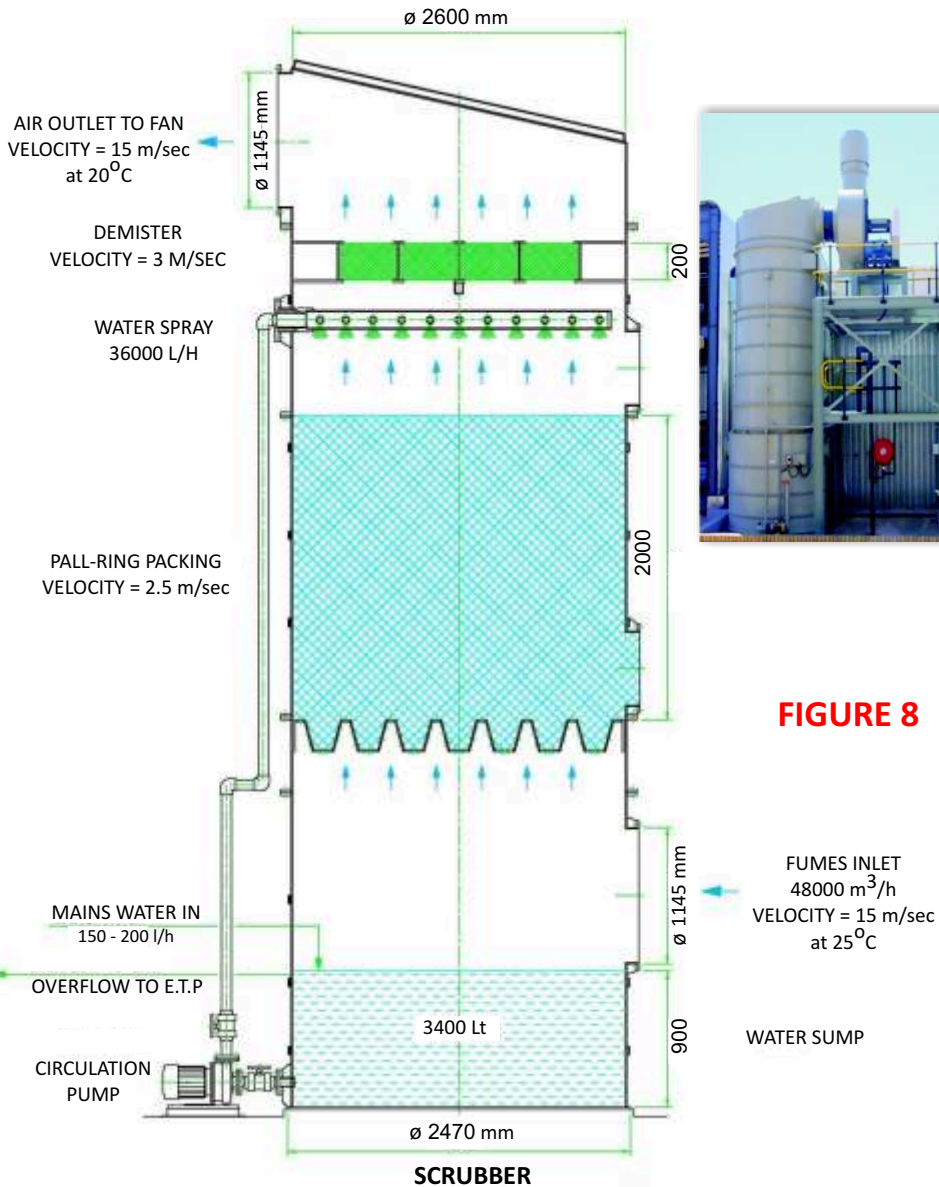 ø 2600 mm
AIR OUTLET TO FAN
VELOCITY = 15 m/sec
at 20°C
ø 1145 mm
DEMISTER
VELOCITY = 3 M/SEC
200
WATER SPRAY
36000 L/H
PALL-RING PACKING
VELOCITY = 2.5 m/sec
2000
FIGURE 8
FUMES INLET
48000 m³/h
VELOCITY = 15 m/sec
at 25°C
ø 1145 mm
MAINS WATER IN
150 - 200 l/h
OVERFLOW TO E.T.P
3400 Lt
900
WATER SUMP
CIRCULATION
PUMP
ø 2470 mm
SCRUBBER